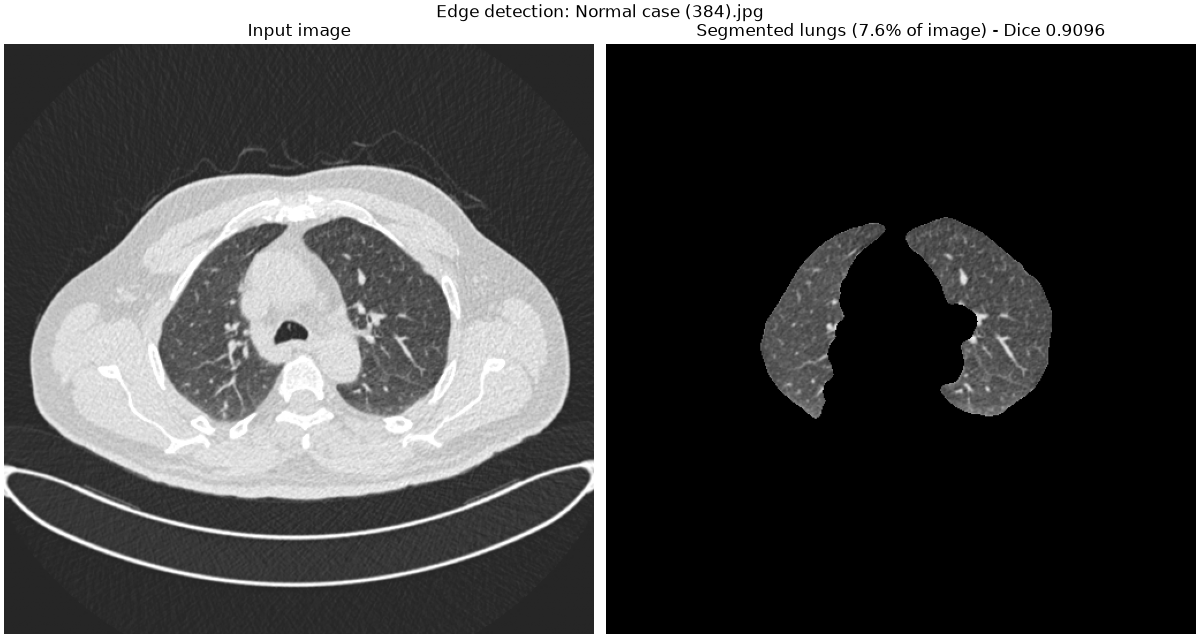 Edge detection: Normal case (384).jpg
Input image
Segmented lungs (7.6% of image) - Dice 0.9096